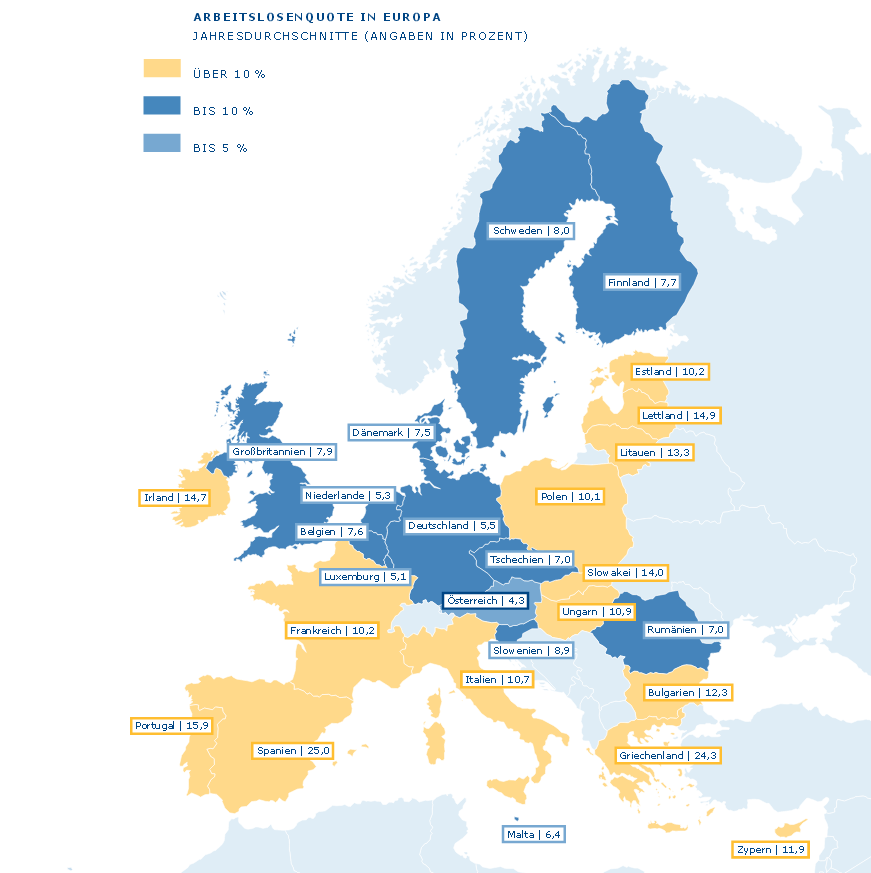 ARBEITSLOSENQUOTE IN EUROPA
JAHRESDURCHSCHNITTE (ANGABEN IN PROZENT)
ÜBER 10 %
BIS 10 %
BIS 5 %
Schweden | 8,0
Finnland | 7,7
Estland | 10,2
Lettland | 14,9
Dänemark | 7,5
Großbritannien | 7,9
Litauen | 13,3
Irland | 14,7
Niederlande | 5,3
Polen | 10,1
Belgien | 7,6
Deutschland | 5,5
Tschechien | 7,0
Luxemburg | 5,1
Slowakei | 14,0
Österreich | 4,3
Ungarn | 10,9
Frankreich | 10,2
Rumänien | 7,0
Slowenien | 8,9
Italien | 10,7
Bulgarien | 12,3
Portugal | 15,9
Spanien | 25,0
Griechenland | 24,3
Malta | 6,4
Zypern | 11,9